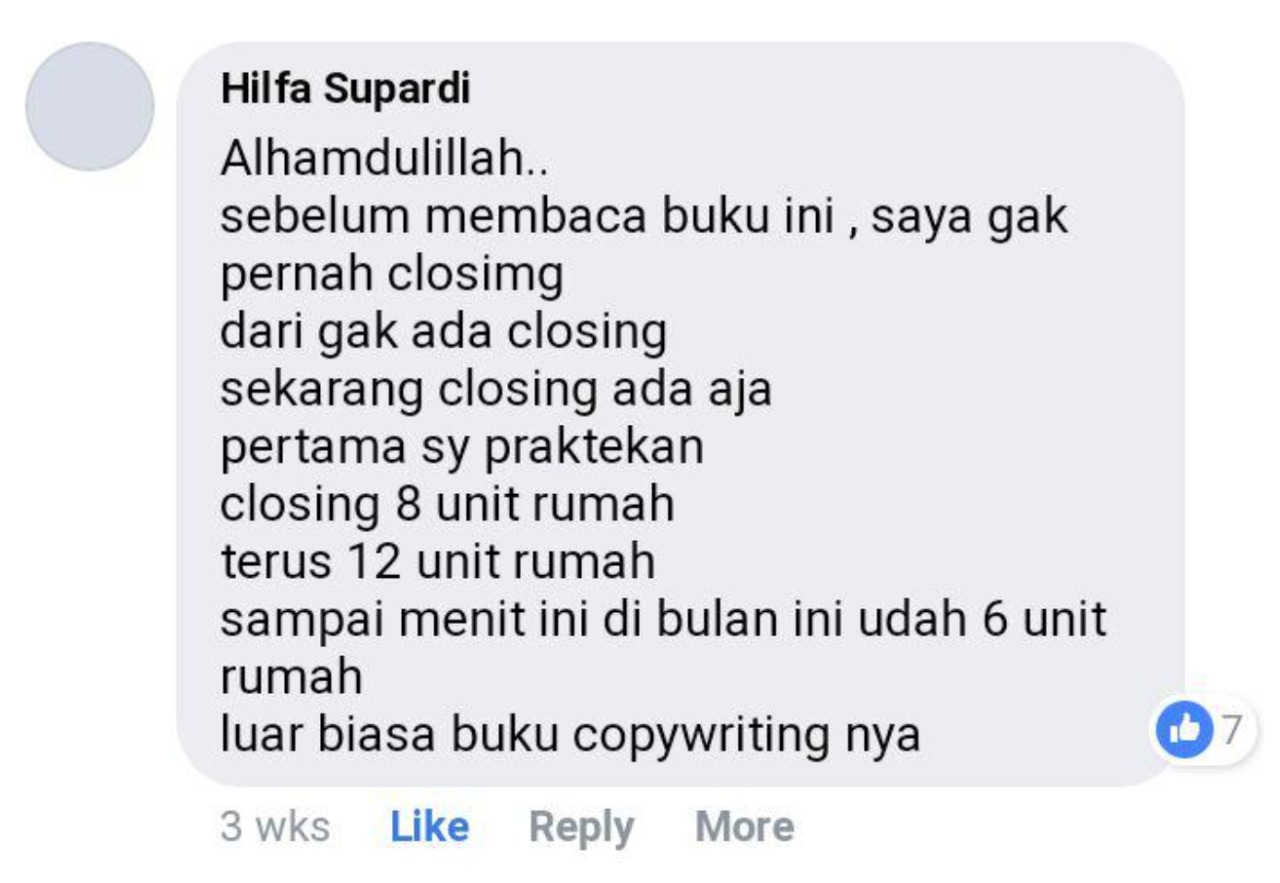 Hilfa Supardi
Alhamdulillah..
sebelum membaca buku ini , saya gak
pernah closimg
dari gak ada closing
sekarang closing ada aja
pertama sy praktekan
closing 8 unit rumah
terus 12 unit rumah
sampai menit ini di bulan ini udah 6 unit
rumah
luar biasa buku copywriting nya
7
3 wks Like Reply More